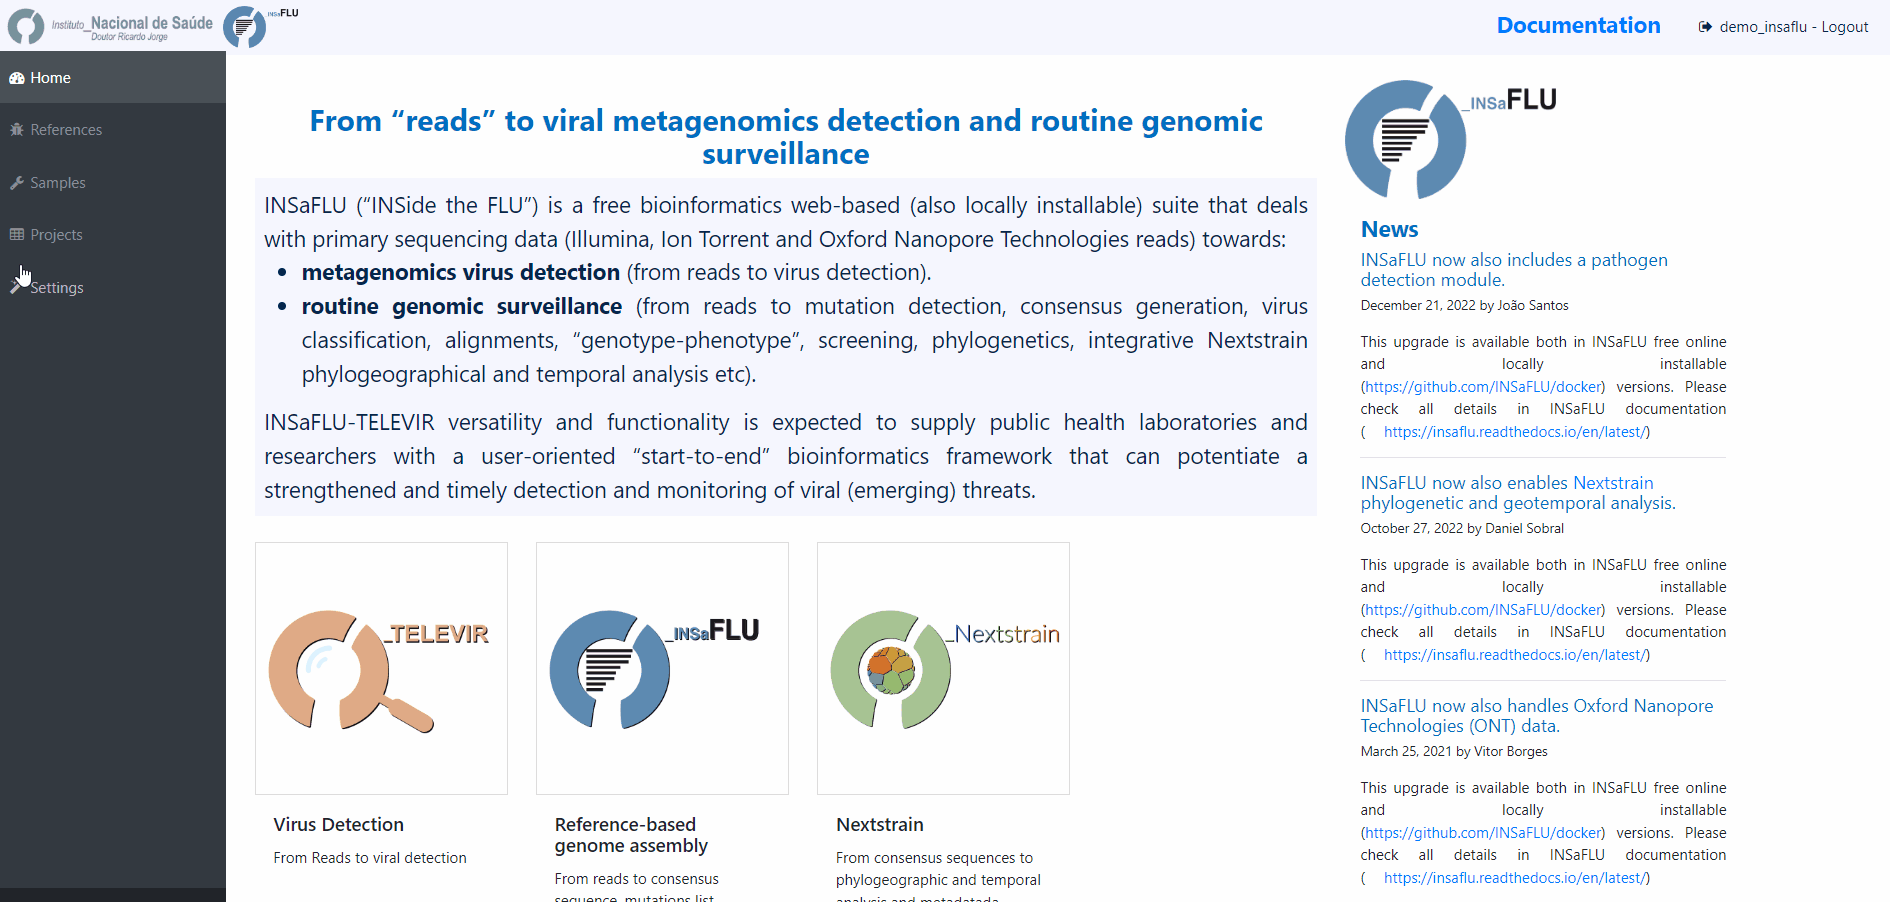 Instituto_Nacional de Saúde
Doutor Ricardo Jorge
_INSaFLU
Documentation
demo_insaflu - Logout
Home
References
Samples
Projects
Settings
From “reads” to viral metagenomics detection and routine genomic
surveillance
INSaFLU (“INSide the FLU”) is a free bioinformatics web-based (also locally installable) suite that deals
with primary sequencing data (Illumina, Ion Torrent and Oxford Nanopore Technologies reads) towards:
• metagenomics virus detection (from reads to virus detection).
• routine genomic surveillance (from reads to mutation detection, consensus generation, virus
classification, alignments, “genotype-phenotype”, screening, phylogenetics, integrative Nextstrain
phylogeographical and temporal analysis etc).
INSaFLU-TELEVIR versatility and functionality is expected to supply public health laboratories and
researchers with a user-oriented “start-to-end” bioinformatics framework that can potentiate a
strengthened and timely detection and monitoring of viral (emerging) threats.
_TELEVIR
_INSaFLU
_Nextstrain
Virus Detection
From Reads to viral detection
Reference-based
genome assembly
From reads to consensus
sequence, mutations list
Nextstrain
From consensus sequences to
phylogeographic and temporal
analysis and metadatada
_INSaFLU
News
INSaFLU now also includes a pathogen
detection module.
December 21, 2022 by João Santos
This upgrade is available both in INSaFLU free online
and locally installable
(https://github.com/INSaFLU/docker) versions. Please
check all details in INSaFLU documentation
( https://insaflu.readthedocs.io/en/latest/)
INSaFLU now also enables Nextstrain
phylogenetic and geotemporal analysis.
October 27, 2022 by Daniel Sobral
This upgrade is available both in INSaFLU free online
and locally installable
(https://github.com/INSaFLU/docker) versions. Please
check all details in INSaFLU documentation
( https://insaflu.readthedocs.io/en/latest/)
INSaFLU now also handles Oxford Nanopore
Technologies (ONT) data.
March 25, 2021 by Vitor Borges
This upgrade is available both in INSaFLU free online
and locally installable
(https://github.com/INSaFLU/docker) versions. Please
check all details in INSaFLU documentation
( https://insaflu.readthedocs.io/en/latest/)